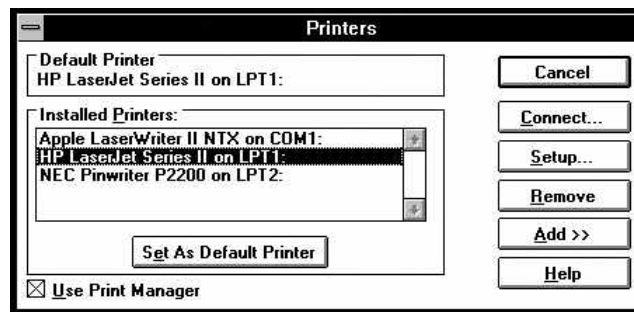 Printers
Default Printer
HP LaserJet Series II on LPT1:
Installed Printers:
Apple LaserWriter II NTX on COM1:
HP LaserJet Series II on LPT1:
NEC Pinwriter P2200 on LPT2:
Set As Default Printer
Use Print Manager
Cancel
Connect...
Setup...
Remove
Add >>
Help